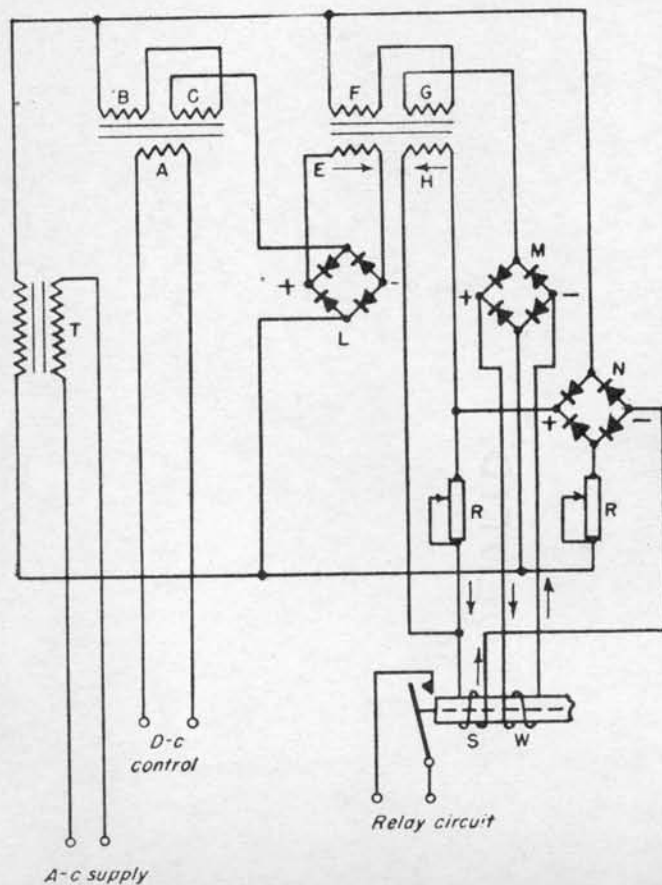 B
C
F
G
A
E
H
M
+
-
L
+
−
T
N
+
−
R
R
S
W
D-c
control
Relay circuit
A-c supply